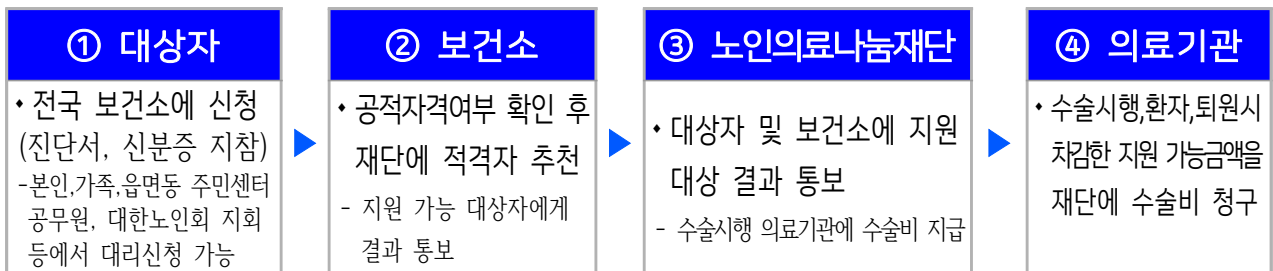 ① 대상자
• 전국 보건소에 신청
(진단서, 신분증 지참)
-본인,가족,읍면동 주민센터
공무원, 대한노인회 지회
등에서 대리신청 가능
② 보건소
• 공적자격여부 확인 후
재단에 적격자 추천
- 지원 가능 대상자에게
결과 통보
③ 노인의료나눔재단
• 대상자 및 보건소에 지원
대상 결과 통보
- 수술시행 의료기관에 수술비 지급
④ 의료기관
• 수술시행,환자,퇴원시
차감한 지원 가능금액을
재단에 수술비 청구